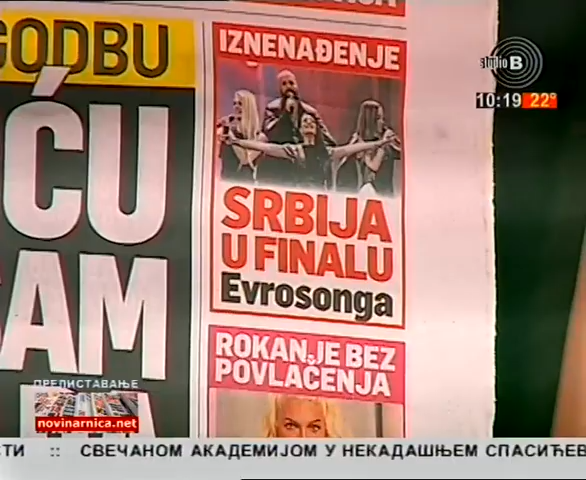 GODBU
ĆU
AM
IZNENAĐENJE
SRBIJA
U FINALU
Evrosonga
ROKANJE BEZ
POVLAČENJA
studio B
10:19 22°
ПРЕЛИСТАВАЊЕ
novinarnica.net
СТИ :: СВЕЧАНОМ АКАДЕМИЈОМ У НЕКАДАШЊЕМ СПАСИЋЕВ